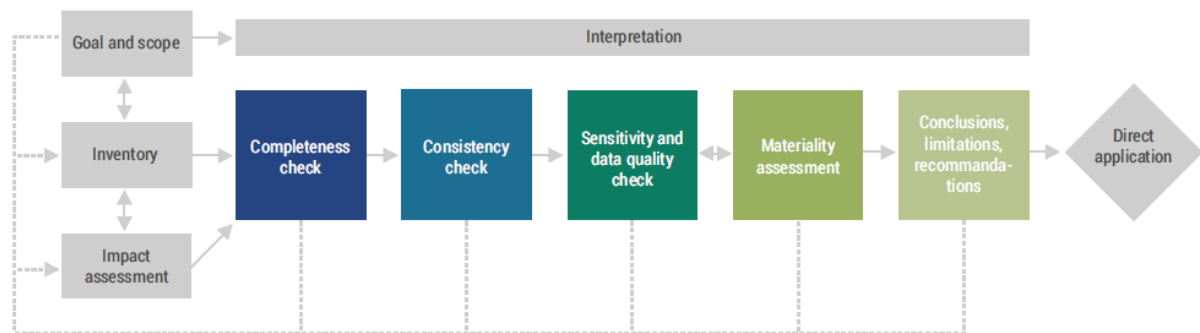 Goal and scope
Interpretation
Inventory
Impact
assessment
Completeness
check
Consistency
check
Sensitivity and
data quality
check
Materiality
assessment
Conclusions,
limitations,
recommanda-
tions
Direct
application